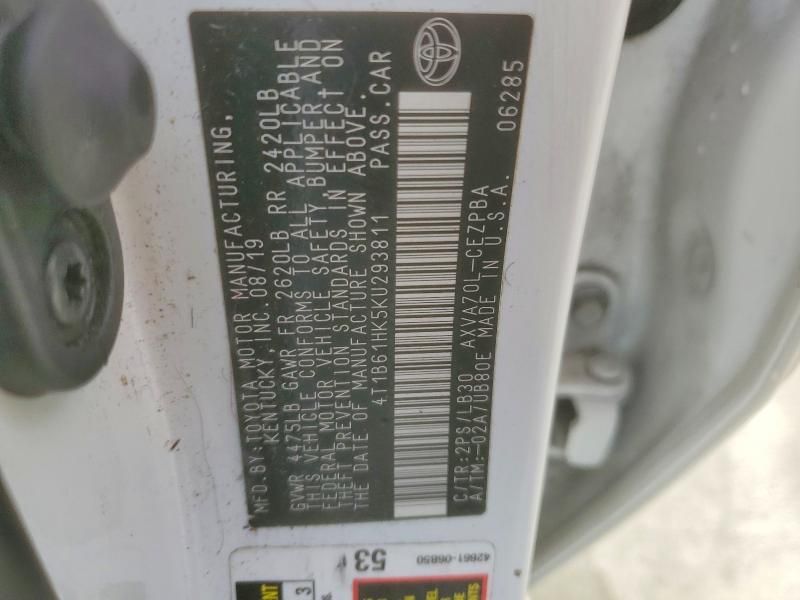 MFD. BY: TOYOTA MOTOR MANUFACTURING,
KENTUCKY, INC. 08/19
GVWR 4475LB GAWR FR 2620LB RR 2420LB
THIS VEHICLE CONFORMS TO ALL APPLICABLE
FEDERAL MOTOR VEHICLE SAFETY, BUMPER, AND
THEFT PREVENTION STANDARDS IN EFFECT ON
THE DATE OF MANUFACTURE SHOWN ABOVE.
4T1B61HK5KU293811 PASS. CAR
C/TR:2PS/LB30 AXVA70L-CEZPBA
A/TM:-02A/UB80E MADE IN U.S.A.
06285
53
42661-06850
3